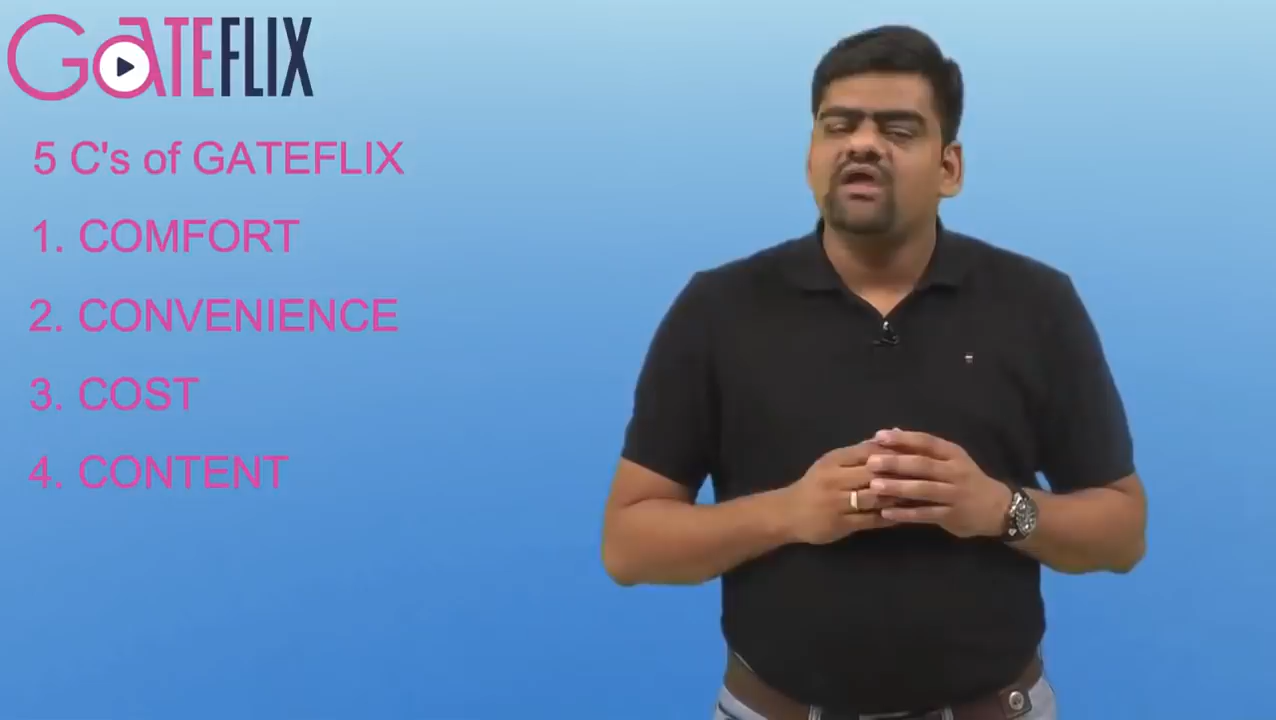 GATEFLIX
5 C's of GATEFLIX
1. COMFORT
2. CONVENIENCE
3. COST
4. CONTENT